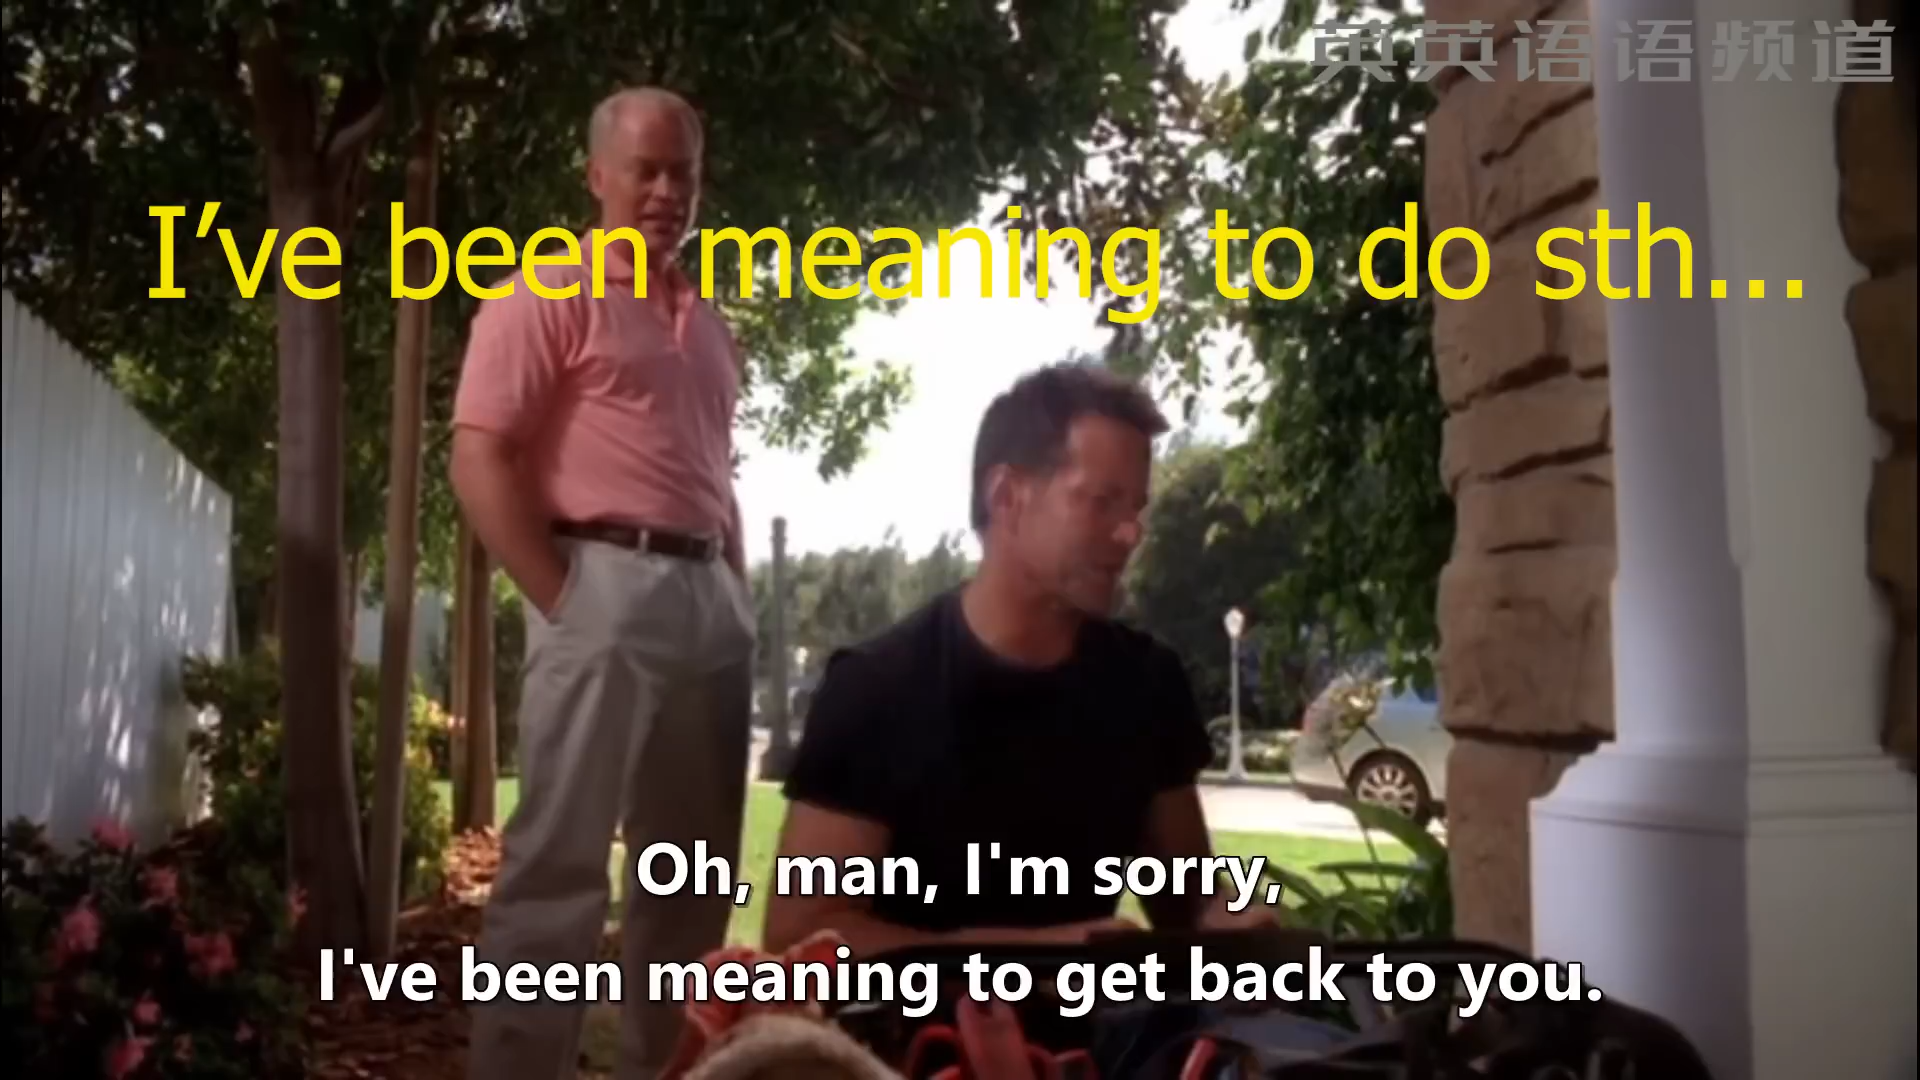 英英语语频道
I’ve been meaning to do sth...
Oh, man, I'm sorry,
I've been meaning to get back to you.